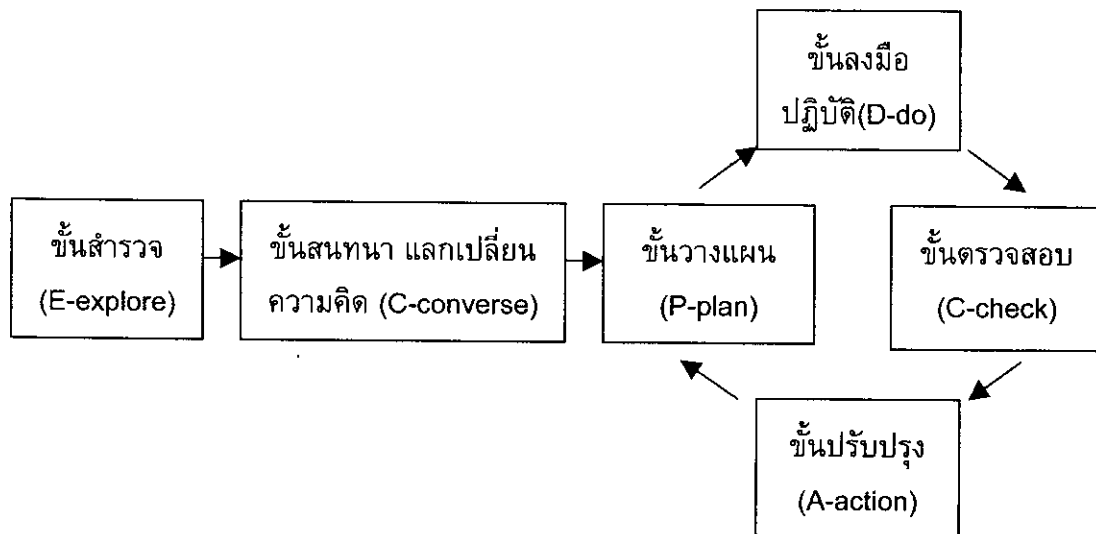 ขั้นลงมือ
ปฏิบัติ(D-do)
ขั้นสำรวจ
(E-explore)
ขั้นสนทนา แลกเปลี่ยน
ความคิด (C-converse)
ขั้นวางแผน
(P-plan)
ขั้นตรวจสอบ
(C-check)
ขั้นปรับปรุง
(A-action)